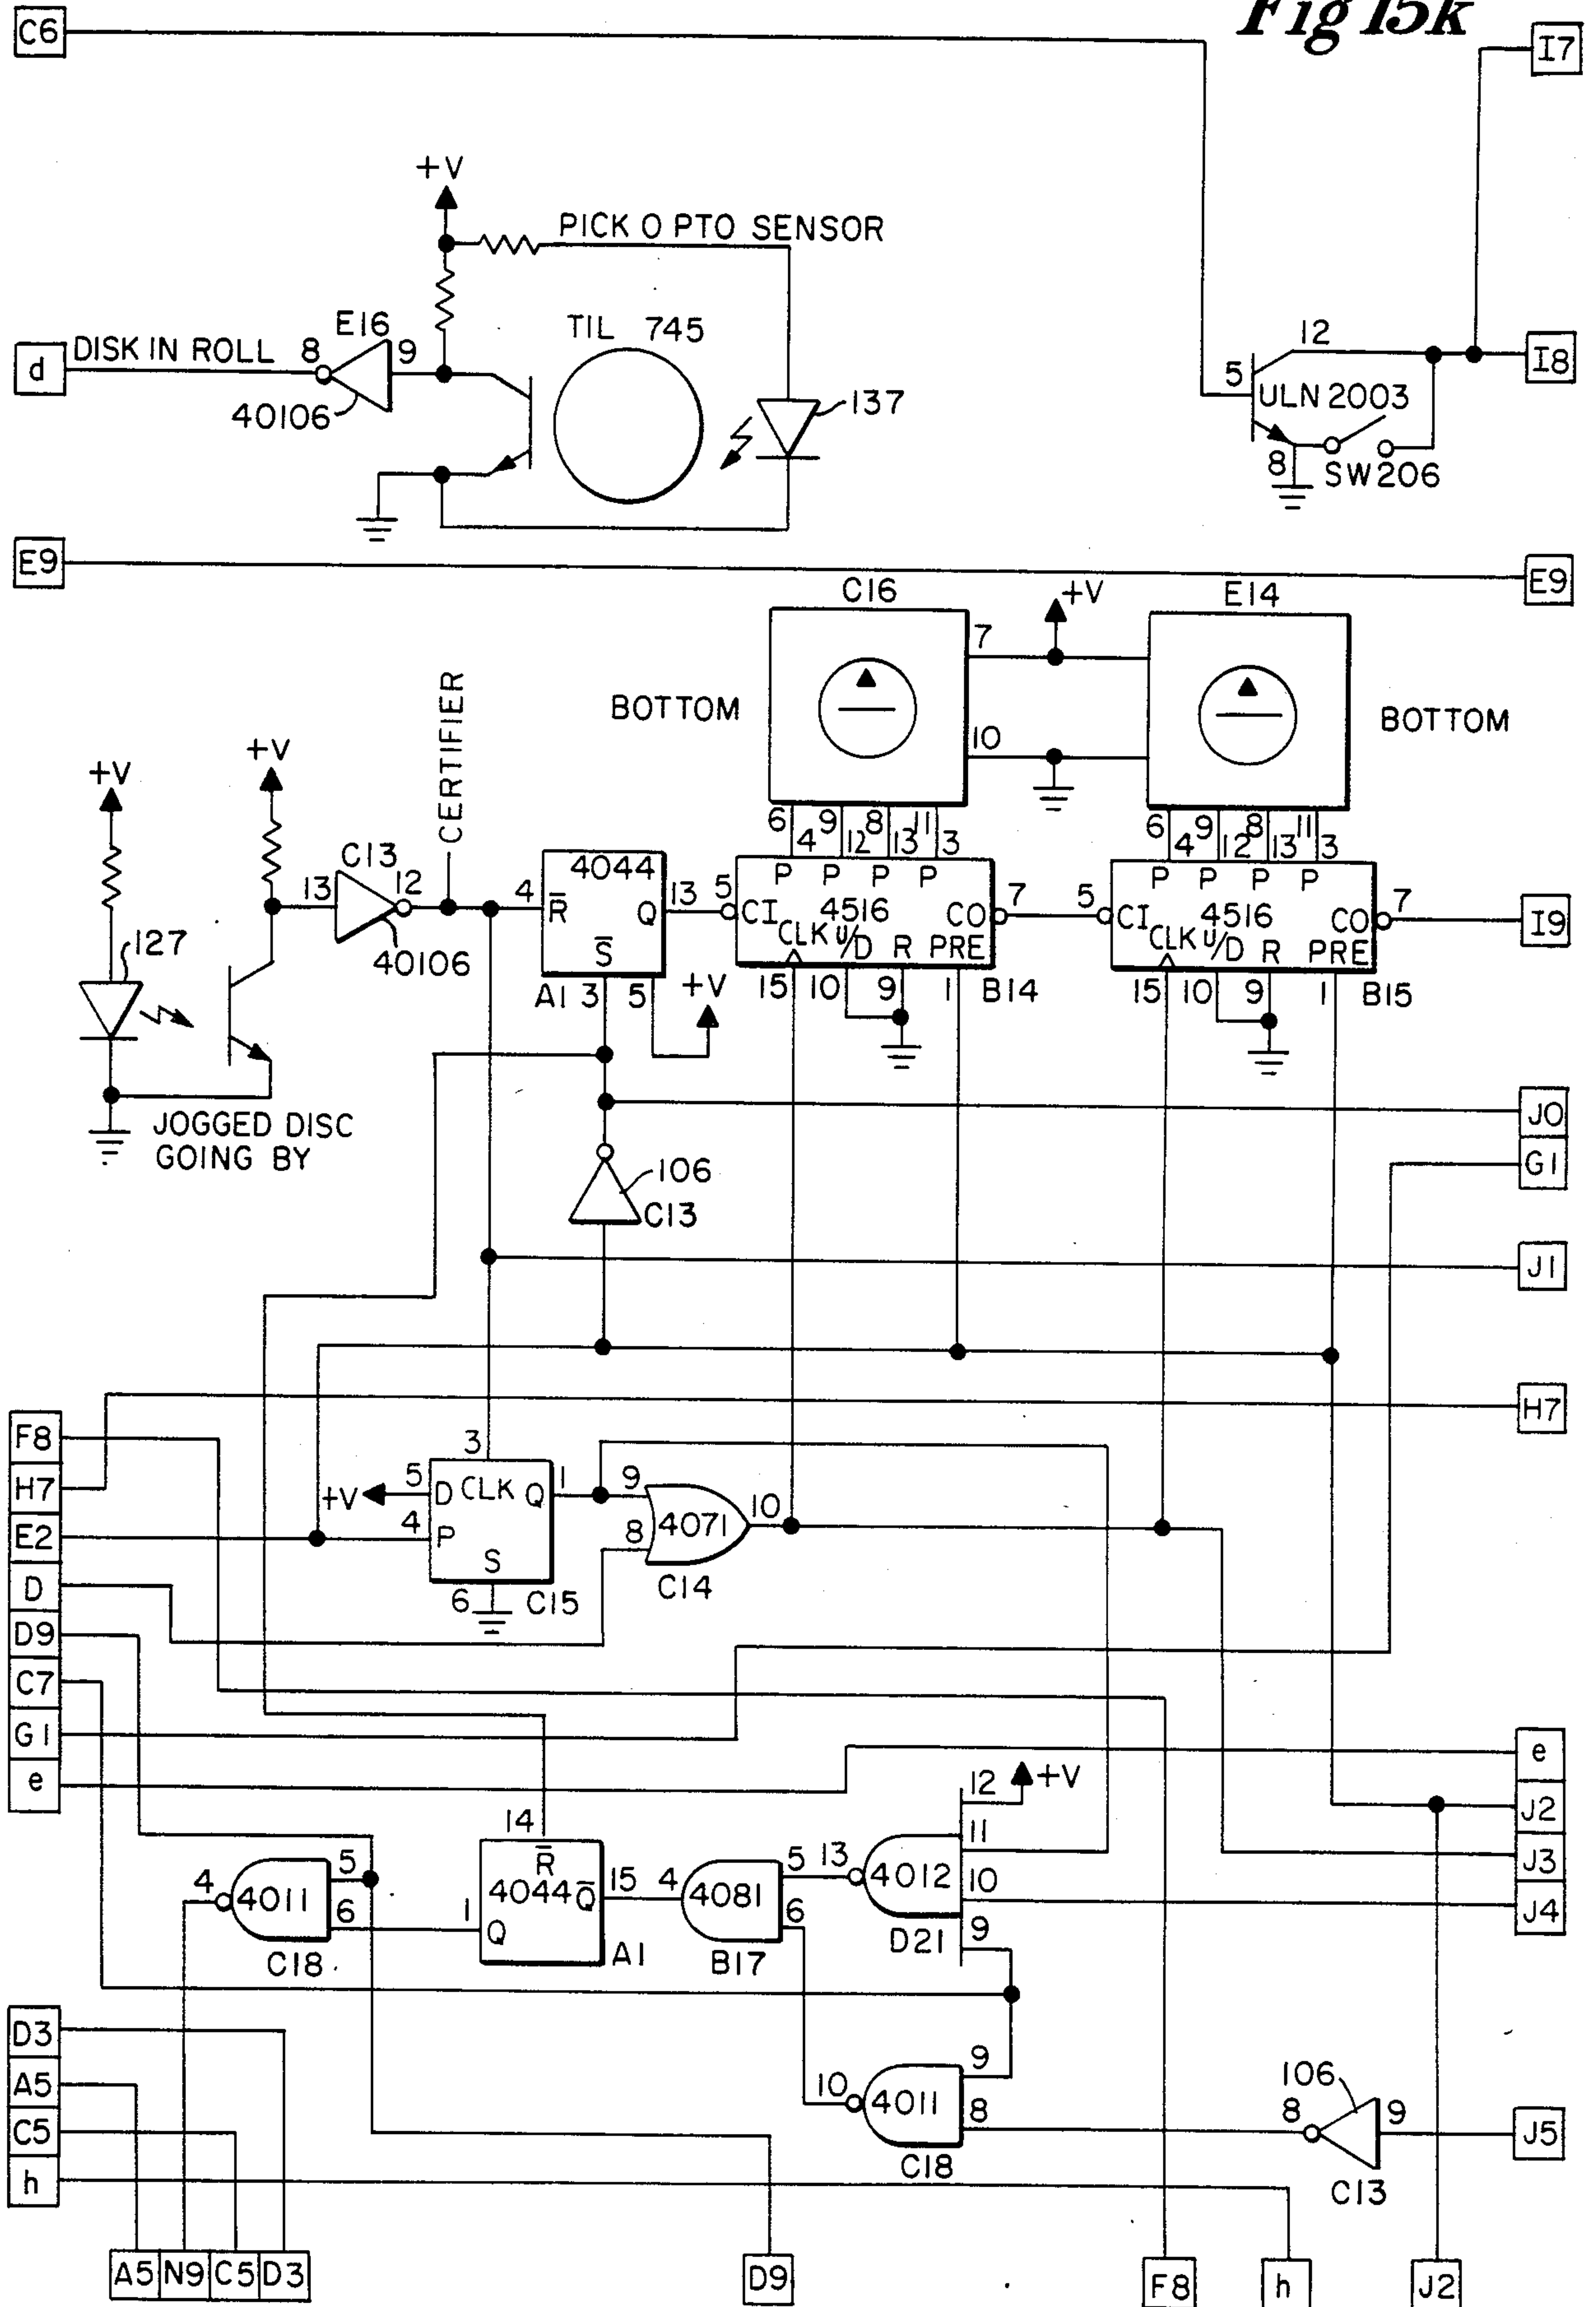 Fig 15k
C6
I7
+V
PICK O PTO SENSOR
TIL 745
E16
DISK IN ROLL 8 9
d
40106
137
12
5
ULN 2003
I8
8
SW206
E9
E9
C16
+V
E14
7
BOTTOM
BOTTOM
10
CERTIFIER
+V
+V
6 9 8 11
4 12 13 3
6 9 8 11
4 12 13 3
C13
13 12
40106
4 R 4044 Q 13
S
A1 3 5
+V
5 CI P P P P
4516 CO 7
CLK U/D R PRE
15 10 9 1 B14
5 CI P P P P
4516 CO 7
CLK U/D R PRE
15 10 9 1 B15
I9
127
JOGGED DISC
GOING BY
J0
G1
106
C13
J1
H7
F8
H7
E2
D
D9
C7
G1
e
3
+V 5 D CLK Q 1
4 P
S
6 C15
9
8 4071 10
C14
e
J2
J3
J4
12 +V
11
10
9
14
R
4044 Q 15
1 Q
A1
4 4011 5
6
C18
4 4081 5
6
B17
13 4012
D21
D3
A5
C5
h
10 4011 9
8
C18
106
8 9
C13
J5
A5 N9 C5 D3
D9
F8
h
J2